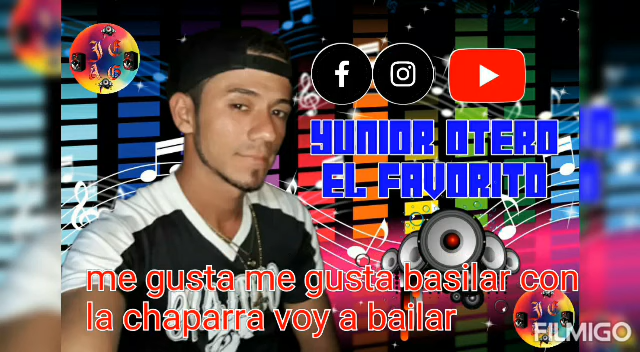 YUNIOR OTERO
EL FAVORITO
me gusta me gusta basilar con
la chaparra voy a bailar
FILMIGO